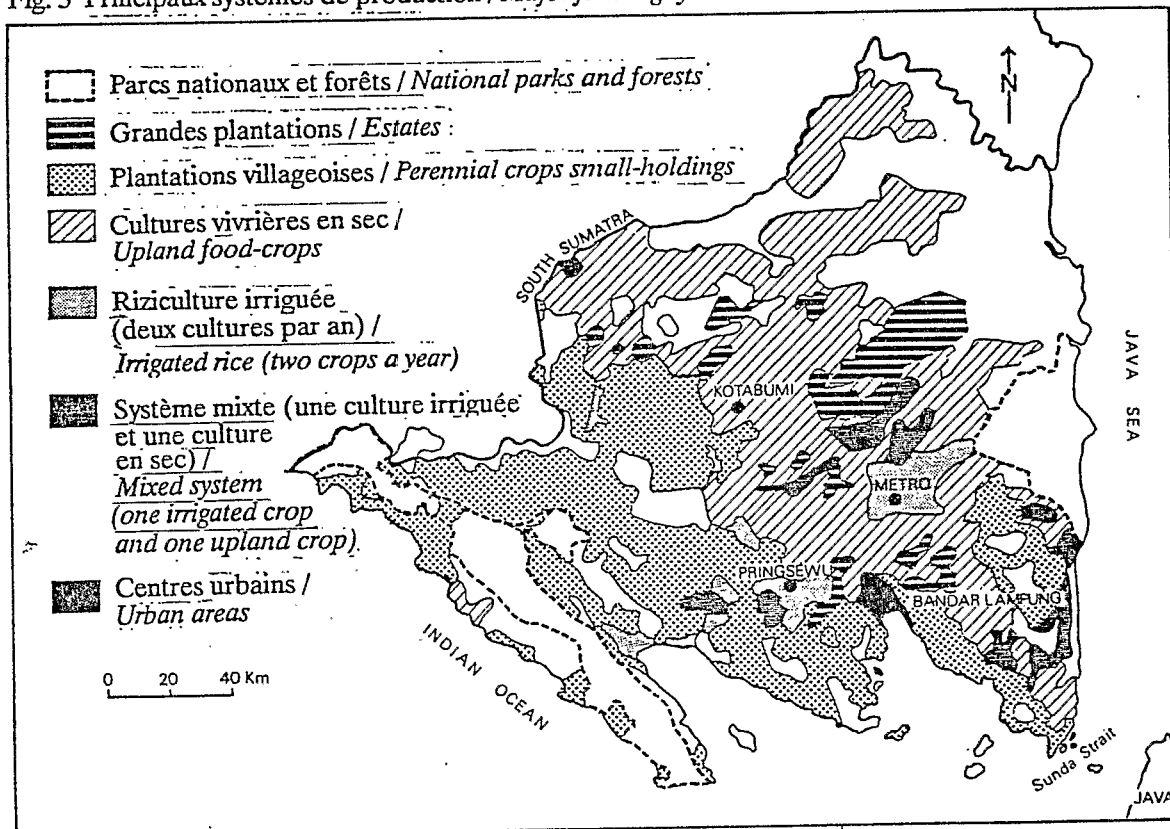 Fig. 3 Principaux systèmes de production /
Parcs nationaux et forêts / National parks and forests
Grandes plantations / Estates :
Plantations villageoises / Perennial crops small-holdings
Cultures vivrières en sec /
Upland food-crops
Riziculture irriguée
(deux cultures par an) /
Irrigated rice (two crops a year)
Système mixte (une culture irriguée
et une culture
en sec) /
Mixed system
(one irrigated crop
and one upland crop)
Centres urbains /
Urban areas
0 20 40 Km
N
SOUTH SUMATRA
KOTABUMI
METRO
PRINGSEWU
BANDAR LAMPUNG
INDIAN OCEAN
JAVA SEA
Sunda Strait
JAVA